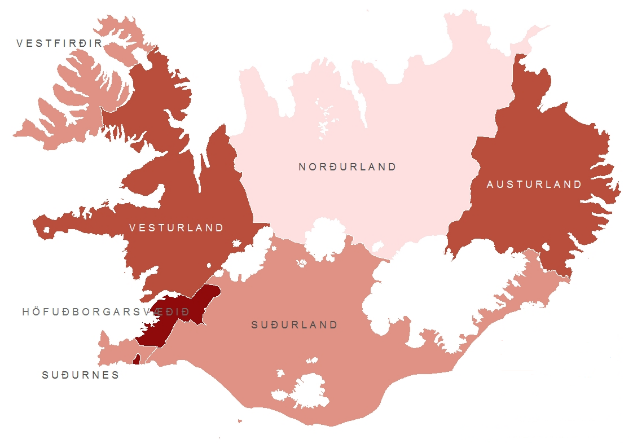 VESTFIRÐIR
NORÐURLAND
AUSTURLAND
VESTURLAND
HÖFUÐBORGARSVÆÐIÐ
SUÐURLAND
SUÐURNES